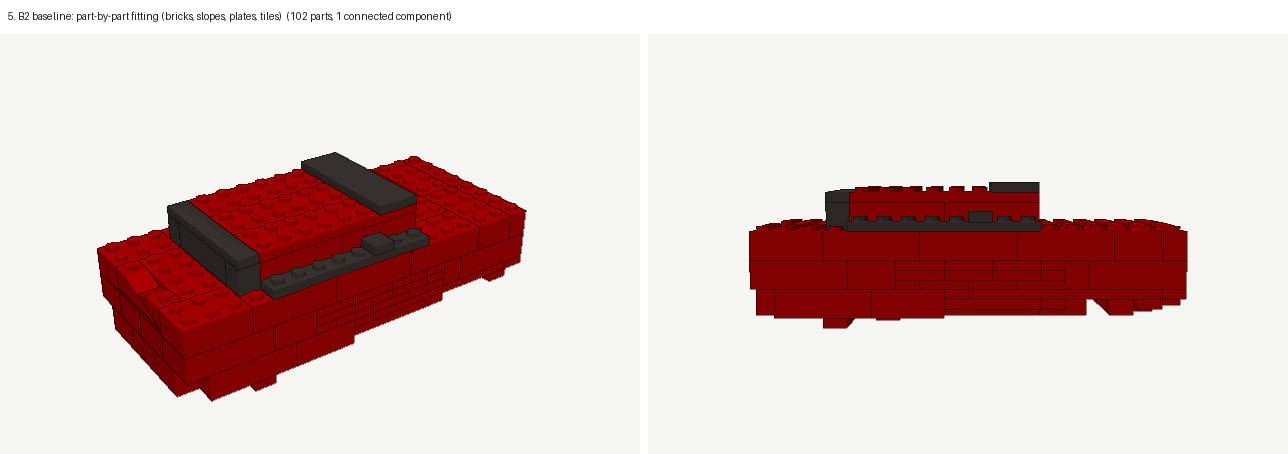 5. B2 baseline: part-by-part fitting (bricks, slopes, plates, tiles)  (102 parts, 1 connected component)